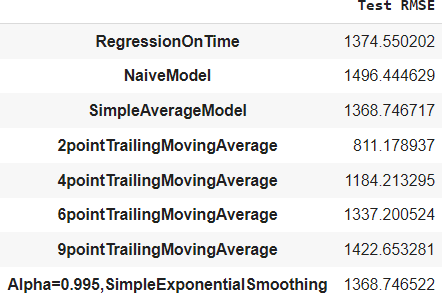 Test RMSE
RegressionOnTime 1374.550202
NaiveModel 1496.444629
SimpleAverageModel 1368.746717
2pointTrailingMovingAverage 811.178937
4pointTrailingMovingAverage 1184.213295
6pointTrailingMovingAverage 1337.200524
9pointTrailingMovingAverage 1422.653281
Alpha=0.995,SimpleExponentialSmoothing 1368.746522